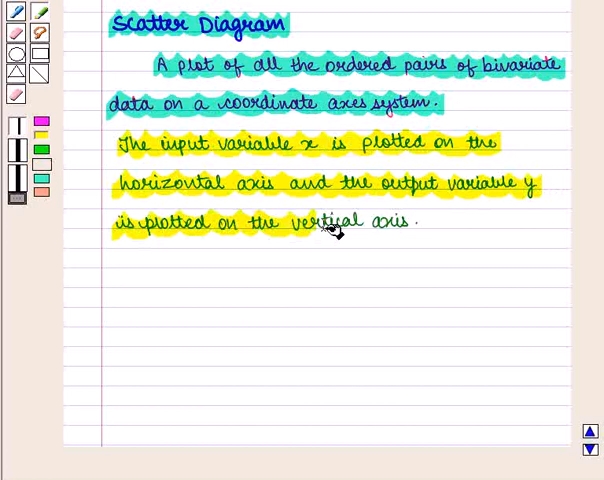 Scatter Diagram
A plot of all the ordered pairs of bivariate
data on a coordinate axes system.
The input variable x is plotted on the
horizontal axis and the output variable y
is plotted on the vertical axis.